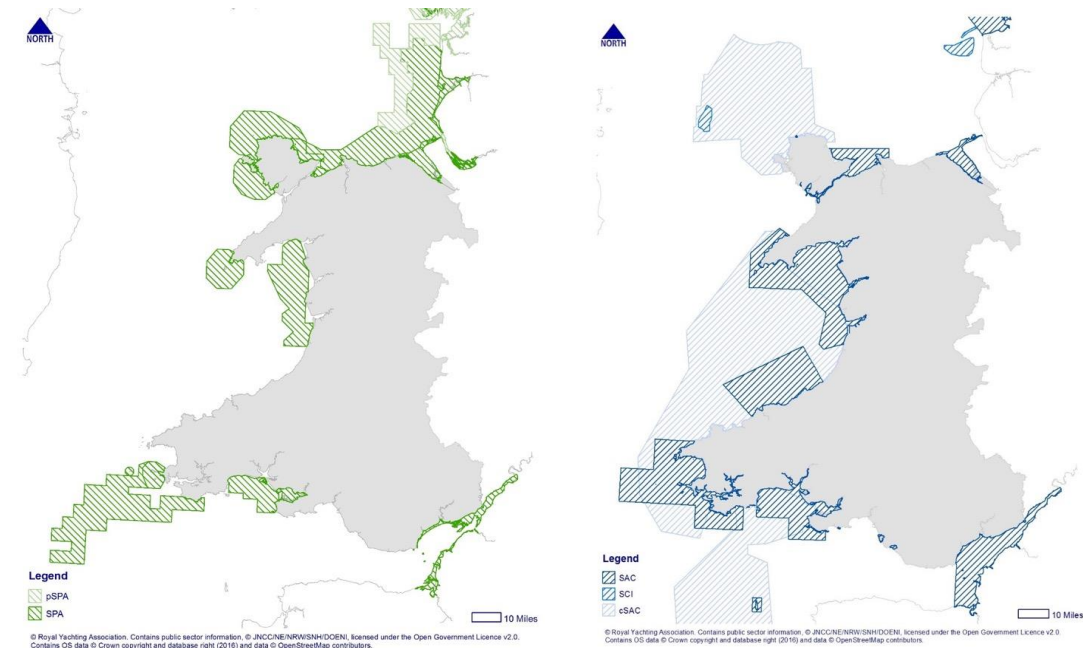 NORTH
Legend
pSPA
SPA
10 Miles
© Royal Yachting Association. Contains public sector information, © JNCC/NE/NRW/SNH/DOENI, licensed under the Open Government Licence v2.0.
Contains OS data © Crown copyright and database right (2016) and data © OpenStreetMap contributors.
NORTH
Legend
SAC
SCI
cSAC
10 Miles
© Royal Yachting Association. Contains public sector information, © JNCC/NE/NRW/SNH/DOENI, licensed under the Open Government Licence v2.0
Contains OS data © Crown copyright and database right (2016) and data © OpenStreetMap contributors.